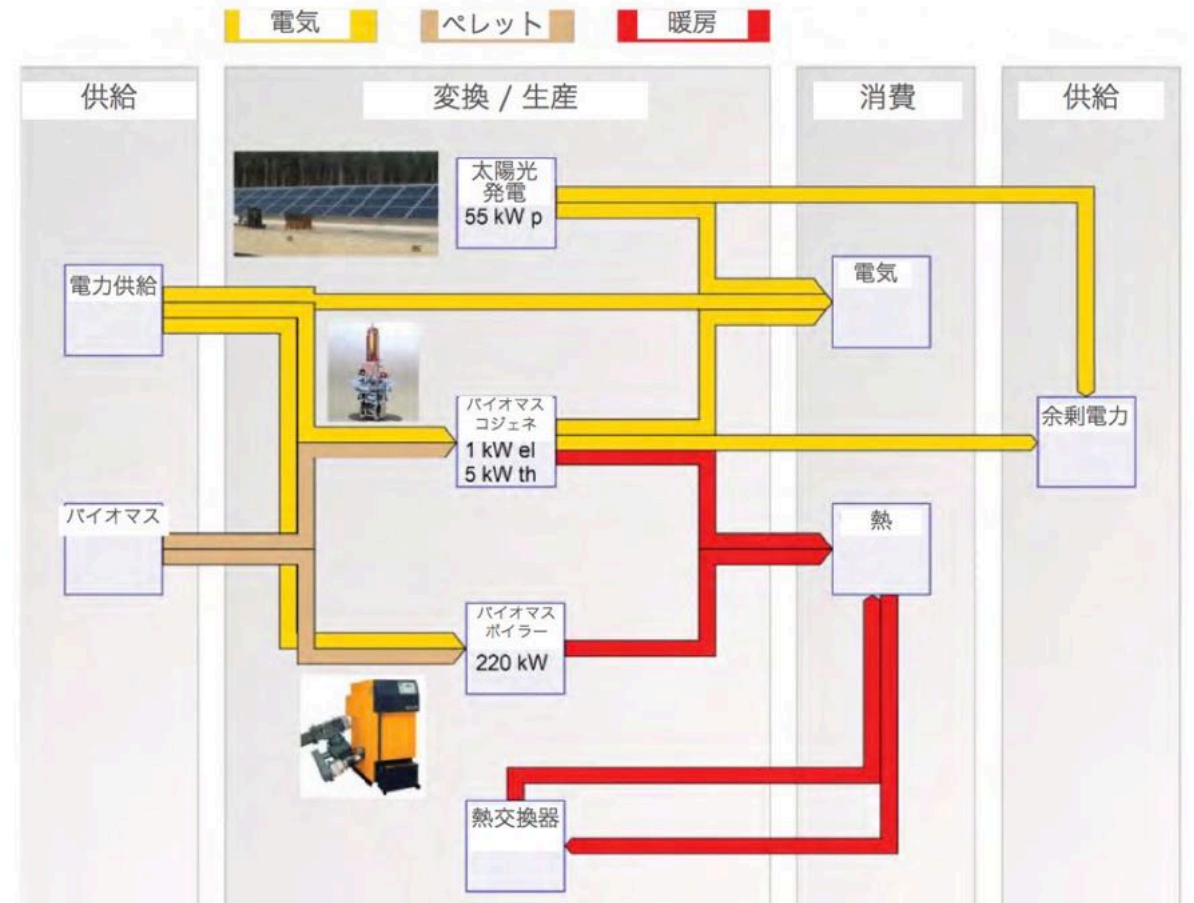 電気
ペレット
暖房
供給
変換 / 生産
消費
供給
太陽光
発電
55 kW p
電力供給
電気
バイオマス
コジェネ
1 kW el
5 kW th
余剰電力
バイオマス
熱
バイオマス
ボイラー
220 kW
熱交換器